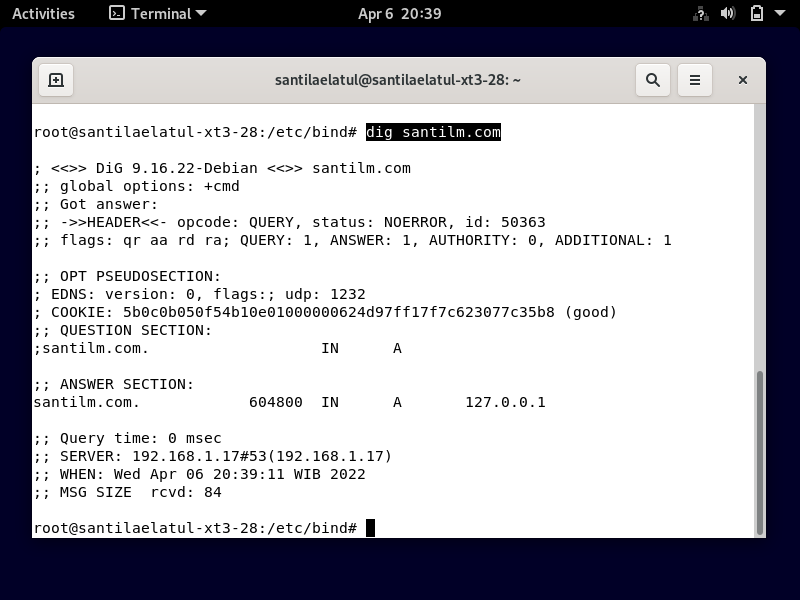 Activities Terminal Apr 6 20:39
santilaelatul@santilaelatul-xt3-28: ~
root@santilaelatul-xt3-28:/etc/bind# dig santilm.com
; <<>> DiG 9.16.22-Debian <<>> santilm.com
;; global options: +cmd
;; Got answer:
;; ->>HEADER<<- opcode: QUERY, status: NOERROR, id: 50363
;; flags: qr aa rd ra; QUERY: 1, ANSWER: 1, AUTHORITY: 0, ADDITIONAL: 1
;; OPT PSEUDOSECTION:
; EDNS: version: 0, flags:; udp: 1232
; COOKIE: 5b0c0b050f54b10e01000000624d97ff17f7c623077c35b8 (good)
;; QUESTION SECTION:
;santilm.com. IN A
;; ANSWER SECTION:
santilm.com. 604800 IN A 127.0.0.1
;; Query time: 0 msec
;; SERVER: 192.168.1.17#53(192.168.1.17)
;; WHEN: Wed Apr 06 20:39:11 WIB 2022
;; MSG SIZE rcvd: 84
root@santilaelatul-xt3-28:/etc/bind#